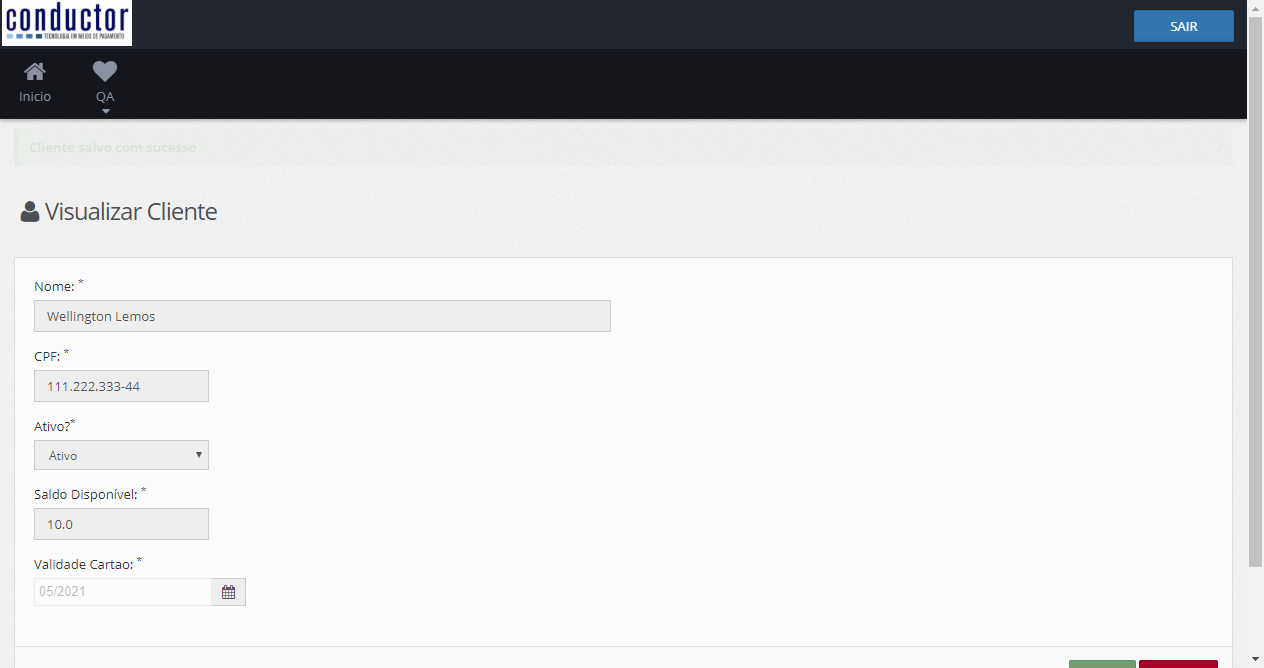 conductor
TECNOLOGIA EM MEIOS DE PAGAMENTO
SAIR
Inicio
QA
Cliente salvo com sucesso
Visualizar Cliente
Nome: *
Wellington Lemos
CPF: *
111.222.333-44
Ativo?*
Ativo
Saldo Disponível: *
10.0
Validade Cartao: *
05/2021